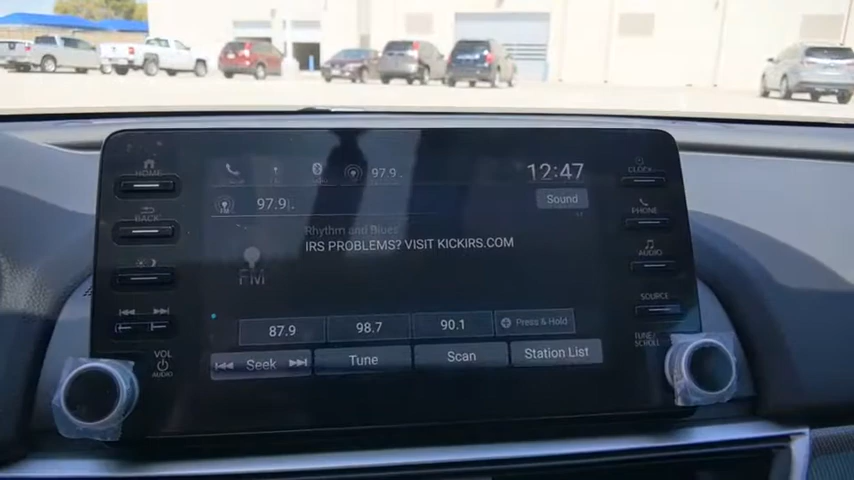 HOME
97.9
12:47
CLOCK
BACK
FM
97.9
Sound
PHONE
Rhythm and Blues
IRS PROBLEMS? VISIT KICKIRS.COM
AUDIO
FM
SOURCE
87.9
98.7
90.1
Press & Hold
TUNE/
SCROLL
VOL
AUDIO
Seek
Tune
Scan
Station List